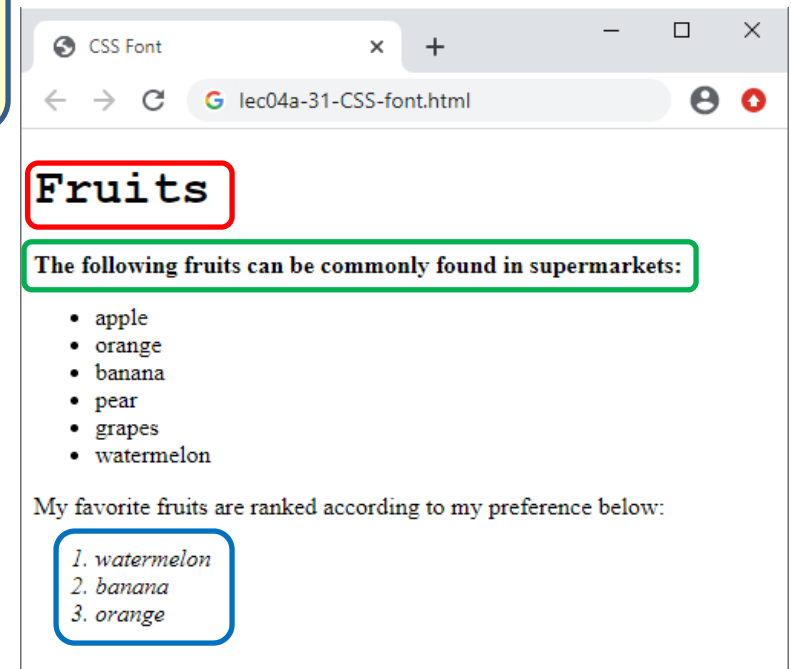 CSS Font
lec04a-31-CSS-font.html
Fruits
The following fruits can be commonly found in supermarkets:
• apple
• orange
• banana
• pear
• grapes
• watermelon
My favorite fruits are ranked according to my preference below:
1. watermelon
2. banana
3. orange